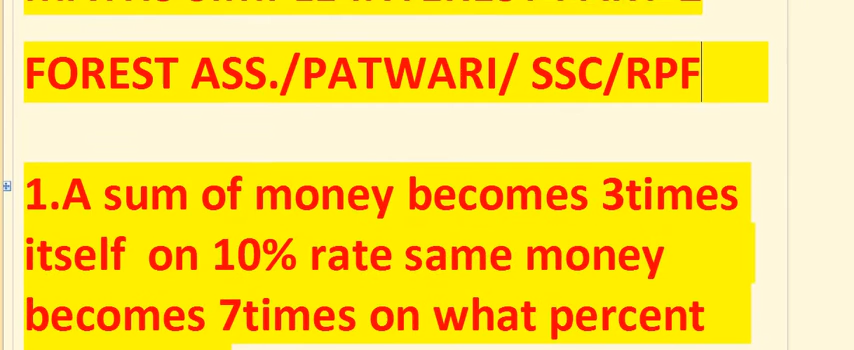 FOREST ASS./PATWARI/ SSC/RPF
1.A sum of money becomes 3times
itself on 10% rate same money
becomes 7times on what percent